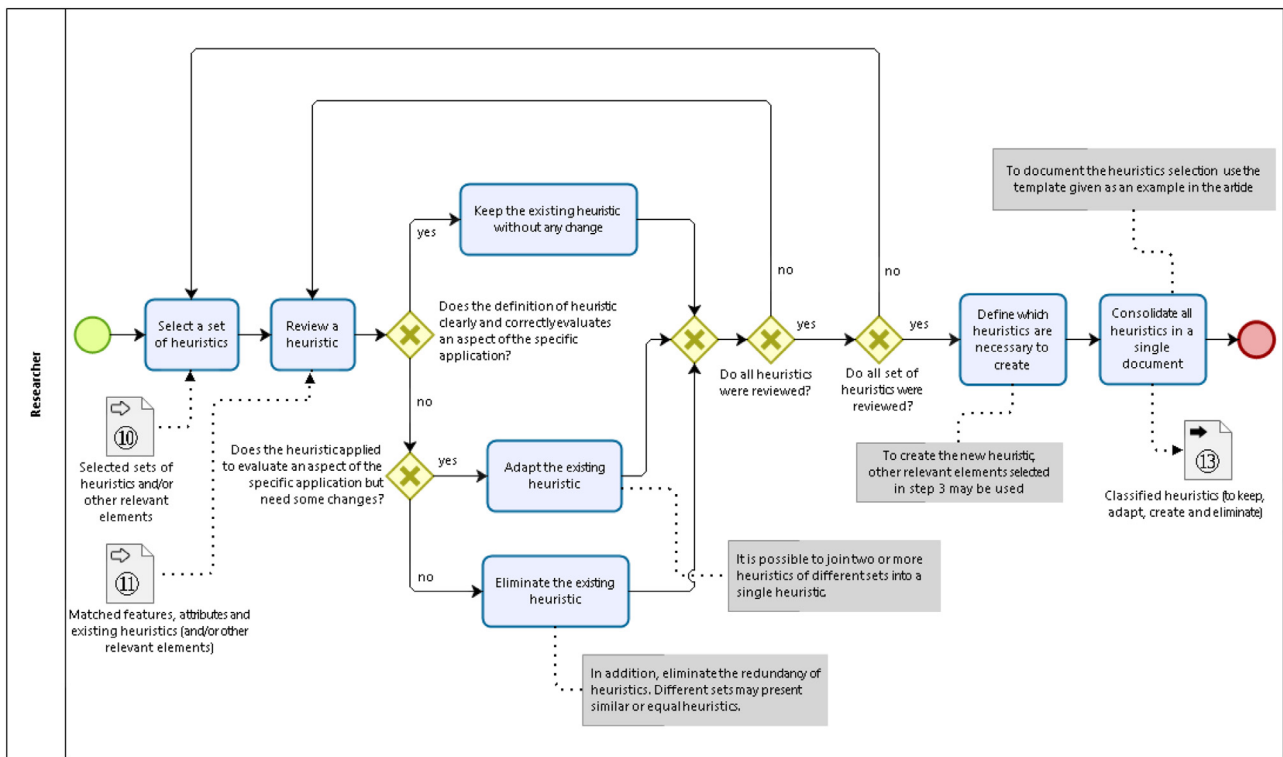 Researcher
To document the heuristics selection use the
template given as an example in the article
Keep the existing heuristic
without any change
yes
no
no
Select a set
of heuristics
Review a
heuristic
Does the definition of heuristic
clearly and correctly evaluates
an aspect of the specific
application?
yes
yes
Define which
heuristics are
necessary to
create
Consolidate all
heuristics in a
single
document
Do all heuristics
were reviewed?
Do all set of
heuristics were
reviewed?
no
10
Selected sets of
heuristics and/or
other relevant
elements
Does the heuristic applied
to evaluate an aspect of the
specific application but
need some changes?
yes
Adapt the existing
heuristic
To create the new heuristic,
other relevant elements selected
in step 3 may be used
13
Classified heuristics (to keep,
adapt, create and eliminate)
11
Matched features, attributes and
existing heuristics (and/or other
relevant elements)
no
Eliminate the existing
heuristic
It is possible to join two or more
heuristics of different sets into a
single heuristic.
In addition, eliminate the redundancy of
heuristics. Different sets may present
similar or equal heuristics.